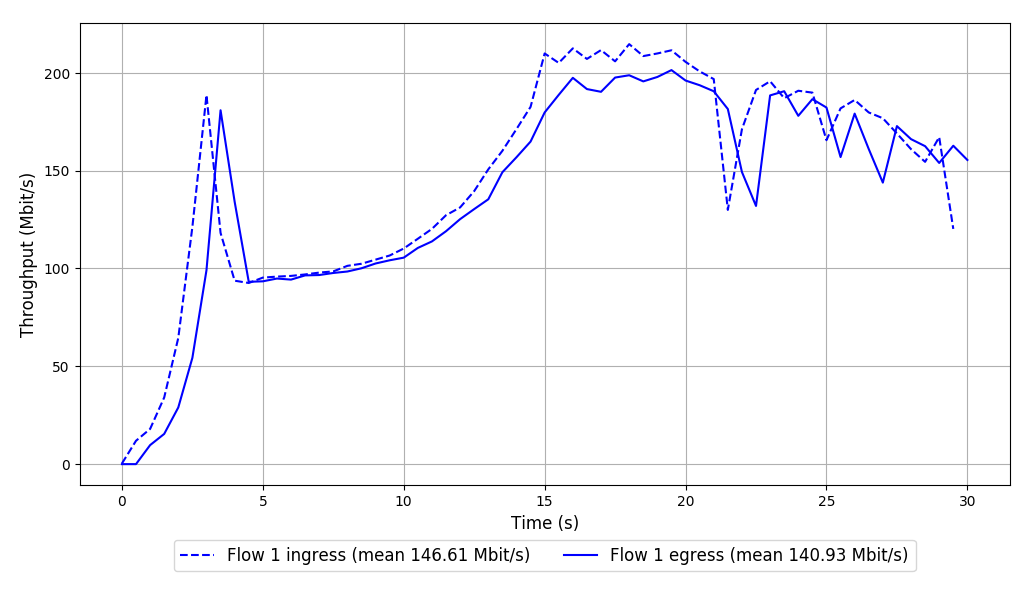 Throughput (Mbit/s)
200
150
100
50
0
0 5 10 15 20 25 30
Time (s)
Flow 1 ingress (mean 146.61 Mbit/s) Flow 1 egress (mean 140.93 Mbit/s)